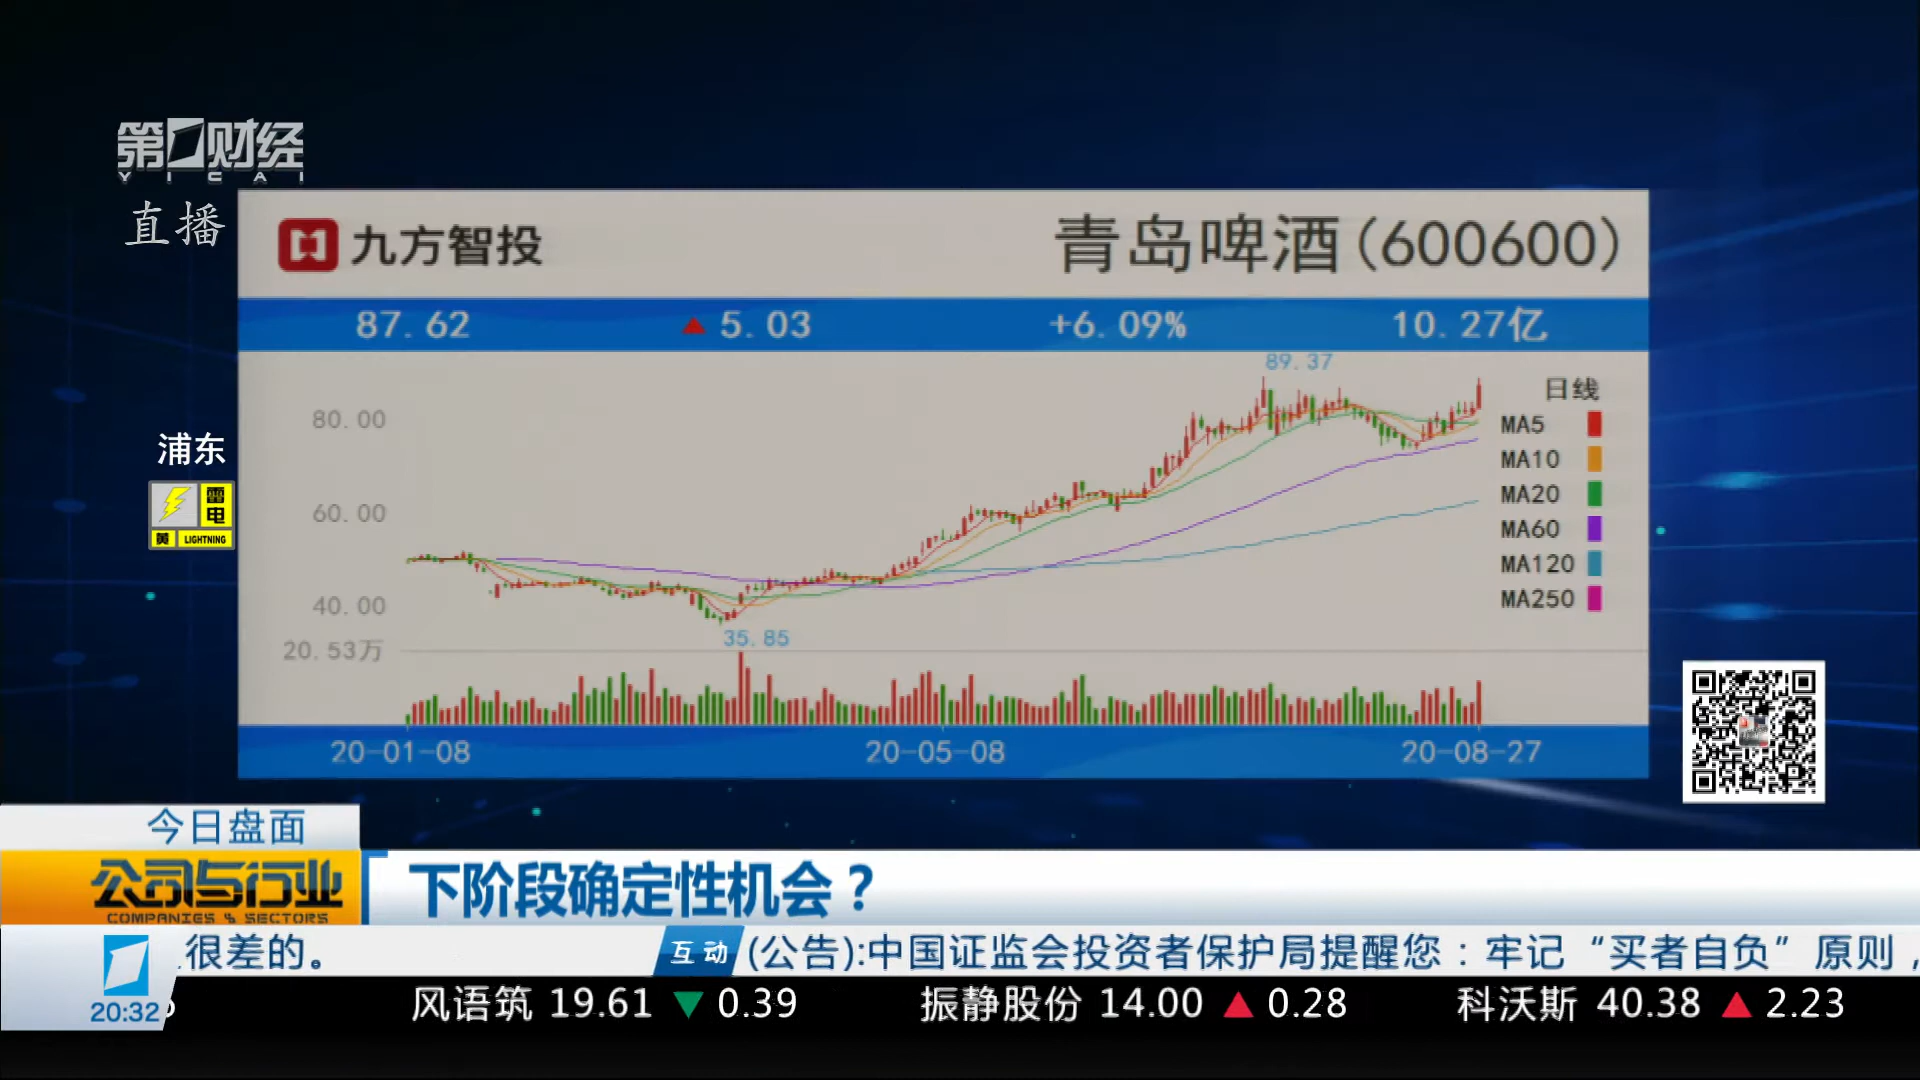 第一财经
YICAI
直播
九方智投
青岛啤酒(600600)
87.62 ▲ 5.03 +6.09% 10.27亿
89.37
日线
80.00
MA5
浦东
MA10
雷电
MA20
60.00
黄 LIGHTNING
MA60
MA120
MA250
40.00
35.85
20.53万
20-01-08 20-05-08 20-08-27
今日盘面
公司与行业
COMPANIES & SECTORS
下阶段确定性机会？
很差的。 互动 (公告):中国证监会投资者保护局提醒您：牢记“买者自负”原则，
20:32
风语筑 19.61 ▼ 0.39 振静股份 14.00 ▲ 0.28 科沃斯 40.38 ▲ 2.23